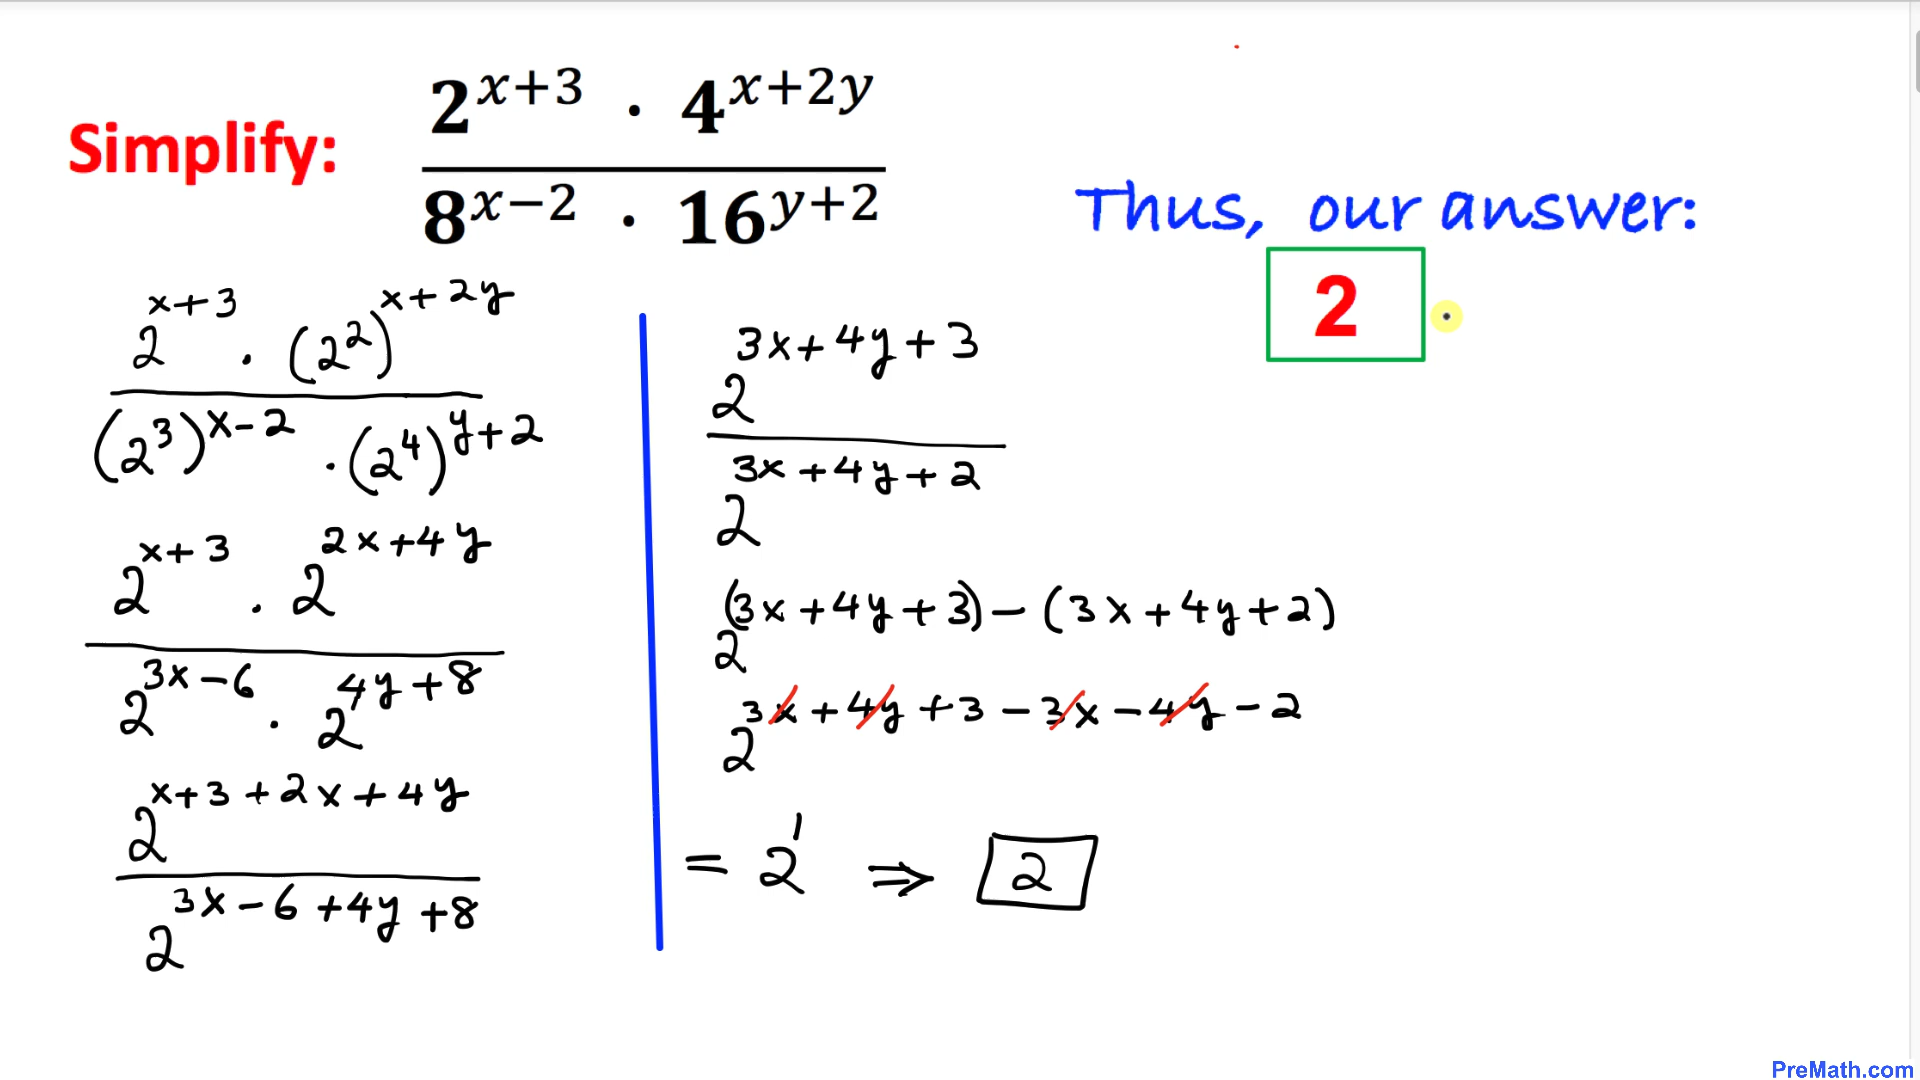 Simplify:
2^{x+3} · 4^{x+2y}
8^{x−2} · 16^{y+2}
Thus, our answer:
2
2^{x+3} · (2^2)^{x+2y}
(2^3)^{x-2} · (2^4)^{y+2}
2^{x+3} · 2^{2x+4y}
2^{3x-6} · 2^{4y+8}
2^{x+3+2x+4y}
2^{3x-6+4y+8}
2^{3x+4y+3}
2^{3x+4y+2}
2^{(3x+4y+3)-(3x+4y+2)}
2^{3x+4y+3-3x-4y-2}
= 2^1 ⇒ 2
PreMath.com